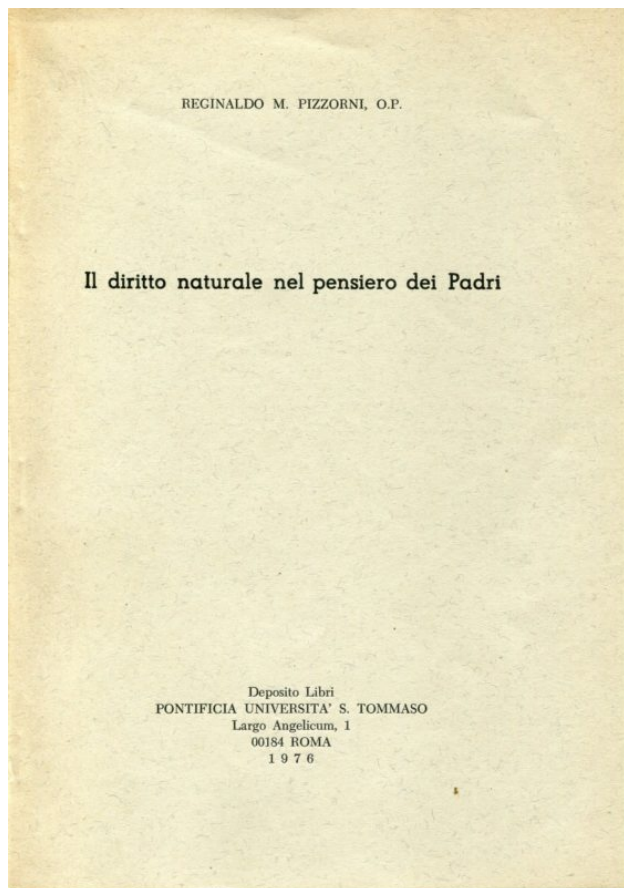 REGINALDO M. PIZZORNI, O.P.
Il diritto naturale nel pensiero dei Padri
Deposito Libri
PONTIFICIA UNIVERSITA' S. TOMMASO
Largo Angelicum, 1
00184 ROMA
1 9 7 6